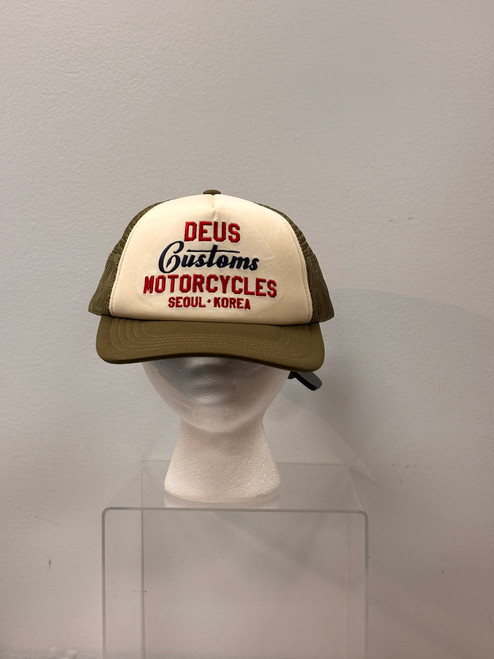 DEUS
Customs
MOTORCYCLES
SEOUL • KOREA